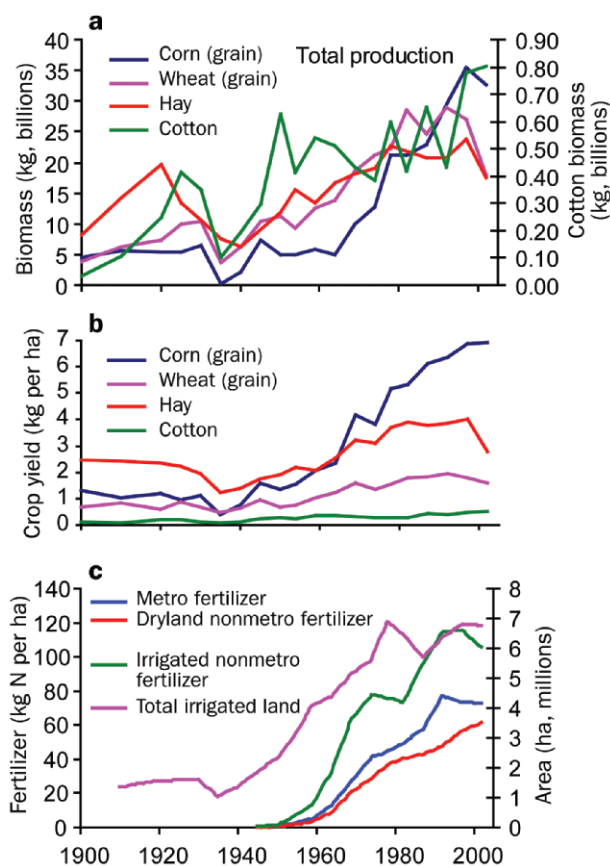 a
Total production
Corn (grain)
Wheat (grain)
Hay
Cotton
Biomass (kg, billions)
40
35
30
25
20
15
10
5
0
Cotton biomass
(kg, billions)
0.90
0.80
0.70
0.60
0.50
0.40
0.30
0.20
0.10
0.00
b
Corn (grain)
Wheat (grain)
Hay
Cotton
Crop yield (kg per ha)
7
6
5
4
3
2
1
0
c
Metro fertilizer
Dryland nonmetro fertilizer
Irrigated nonmetro
fertilizer
Total irrigated land
Fertilizer (kg N per ha)
140
120
100
80
60
40
20
0
Area (ha, millions)
8
7
6
5
4
3
2
1
0
1900 1920 1940 1960 1980 2000